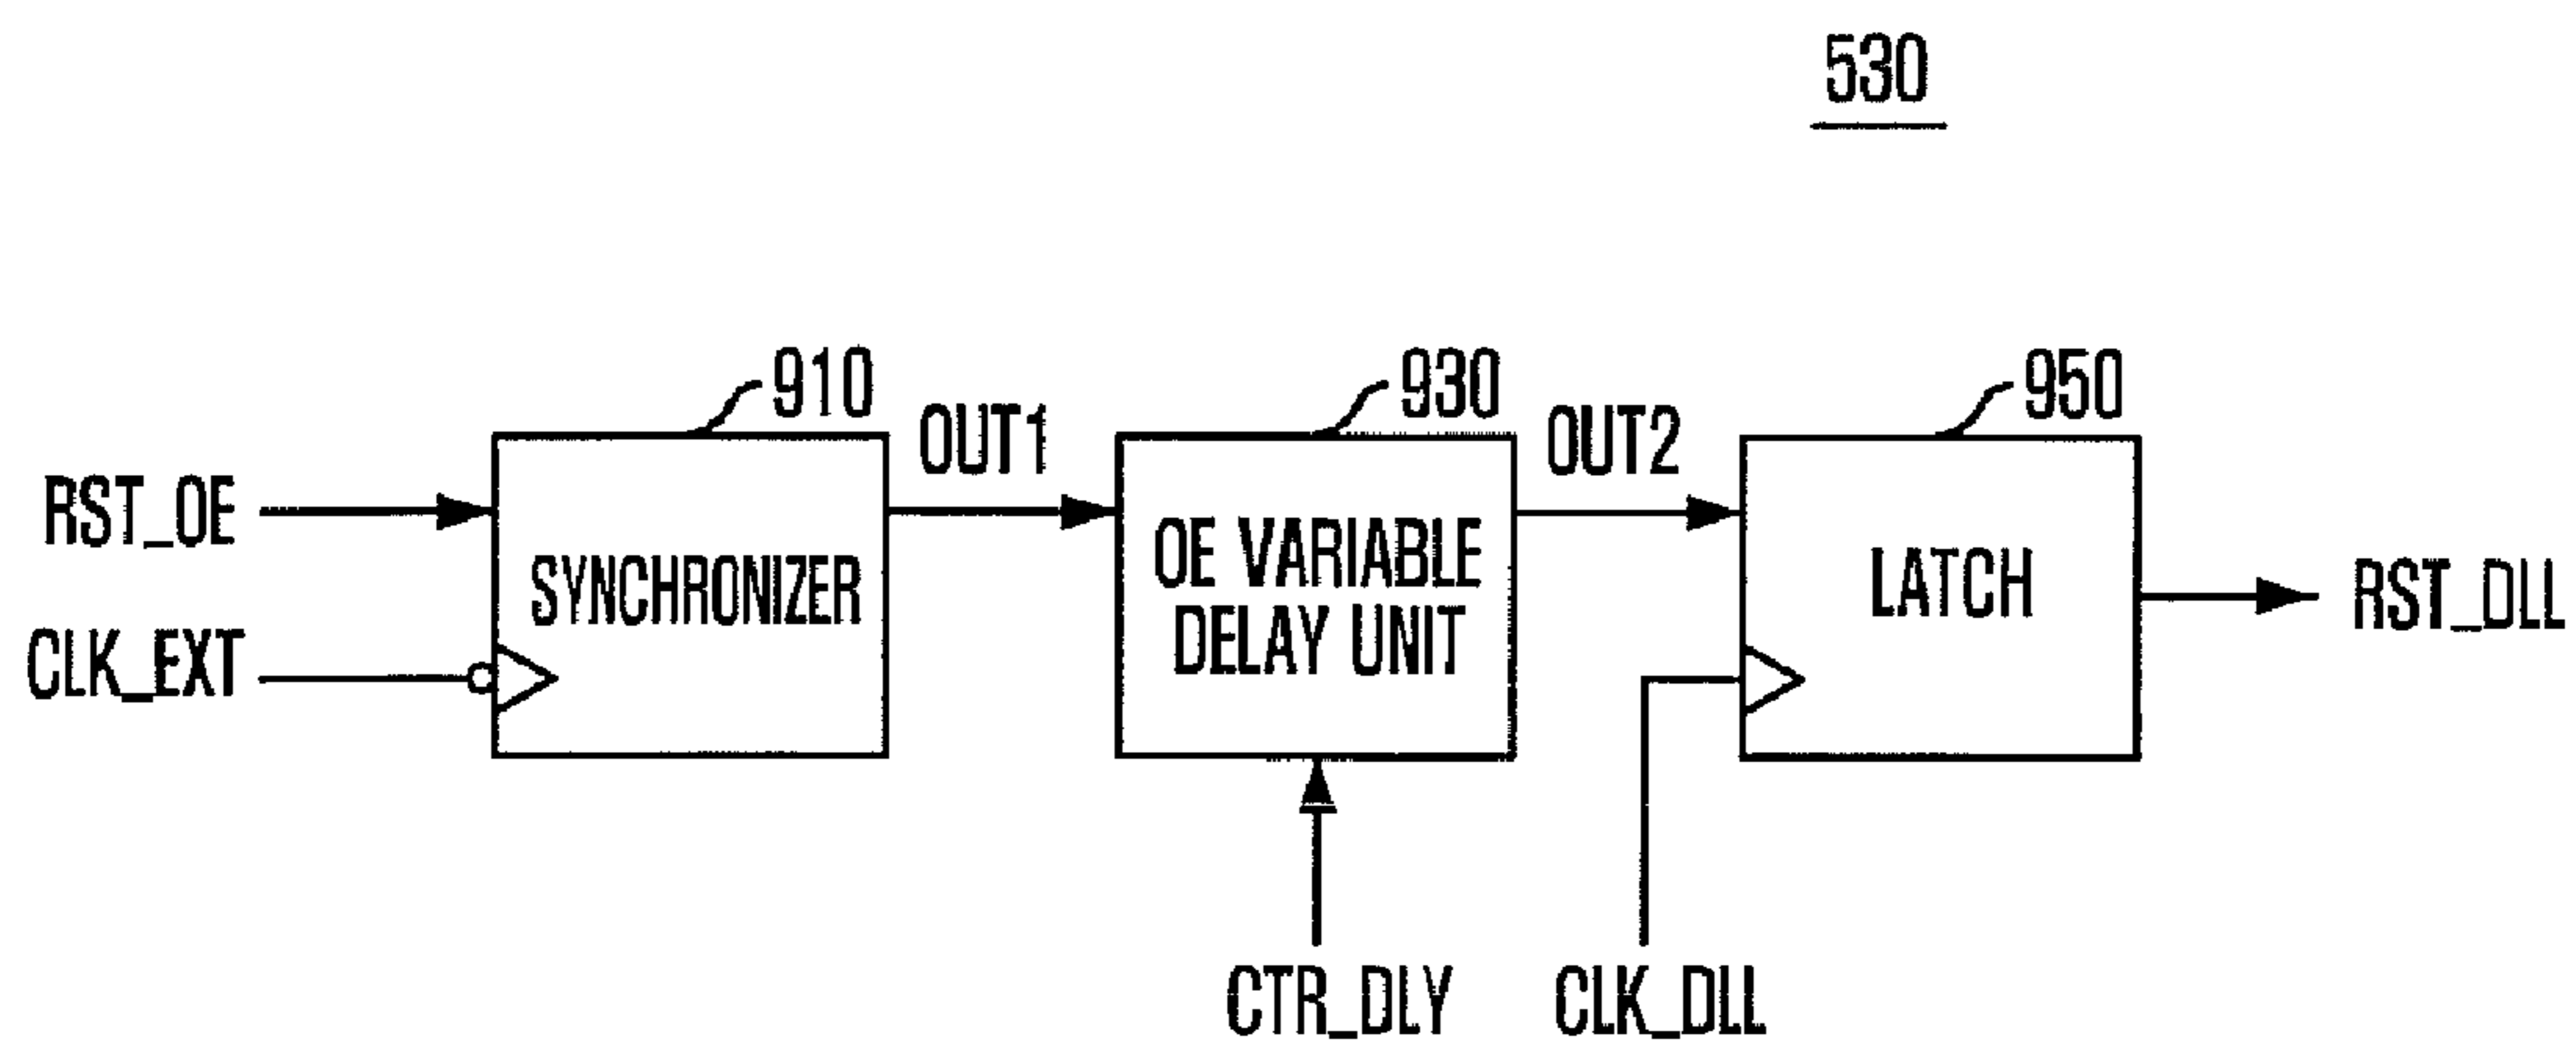 530
910
930
950
OUT1
OUT2
RST_OE
CLK_EXT
SYNCHRONIZER
OE VARIABLE
DELAY UNIT
LATCH
RST_DLL
CTR_DLY
CLK_DLL